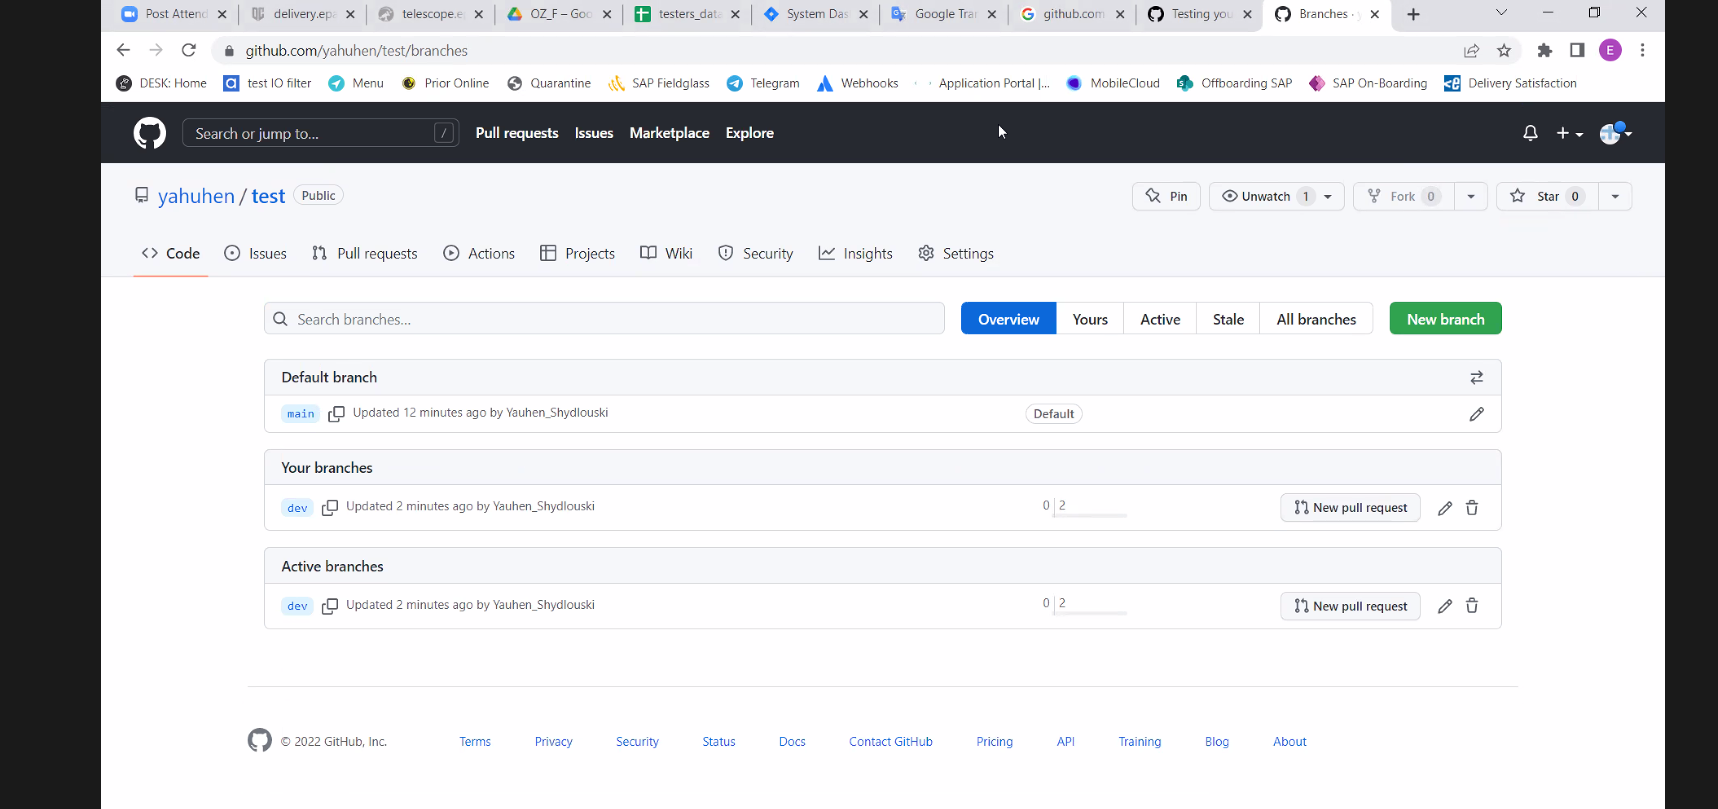 Post Attend delivery.epa telescope.e OZ_F – Goo testers_data System Das Google Tran github.com Testing you Branches ·
github.com/yahuhen/test/branches E
DESK: Home test IO filter Menu Prior Online Quarantine SAP Fieldglass Telegram Webhooks Application Portal |... MobileCloud Offboarding SAP SAP On-Boarding Delivery Satisfaction
Search or jump to... / Pull requests Issues Marketplace Explore
yahuhen / test Public Pin Unwatch 1 Fork 0 Star 0
Code Issues Pull requests Actions Projects Wiki Security Insights Settings
Search branches... Overview Yours Active Stale All branches New branch
Default branch
main Updated 12 minutes ago by Yauhen_Shydlouski Default
Your branches
dev Updated 2 minutes ago by Yauhen_Shydlouski 0 | 2 New pull request
Active branches
dev Updated 2 minutes ago by Yauhen_Shydlouski 0 | 2 New pull request
© 2022 GitHub, Inc. Terms Privacy Security Status Docs Contact GitHub Pricing API Training Blog About